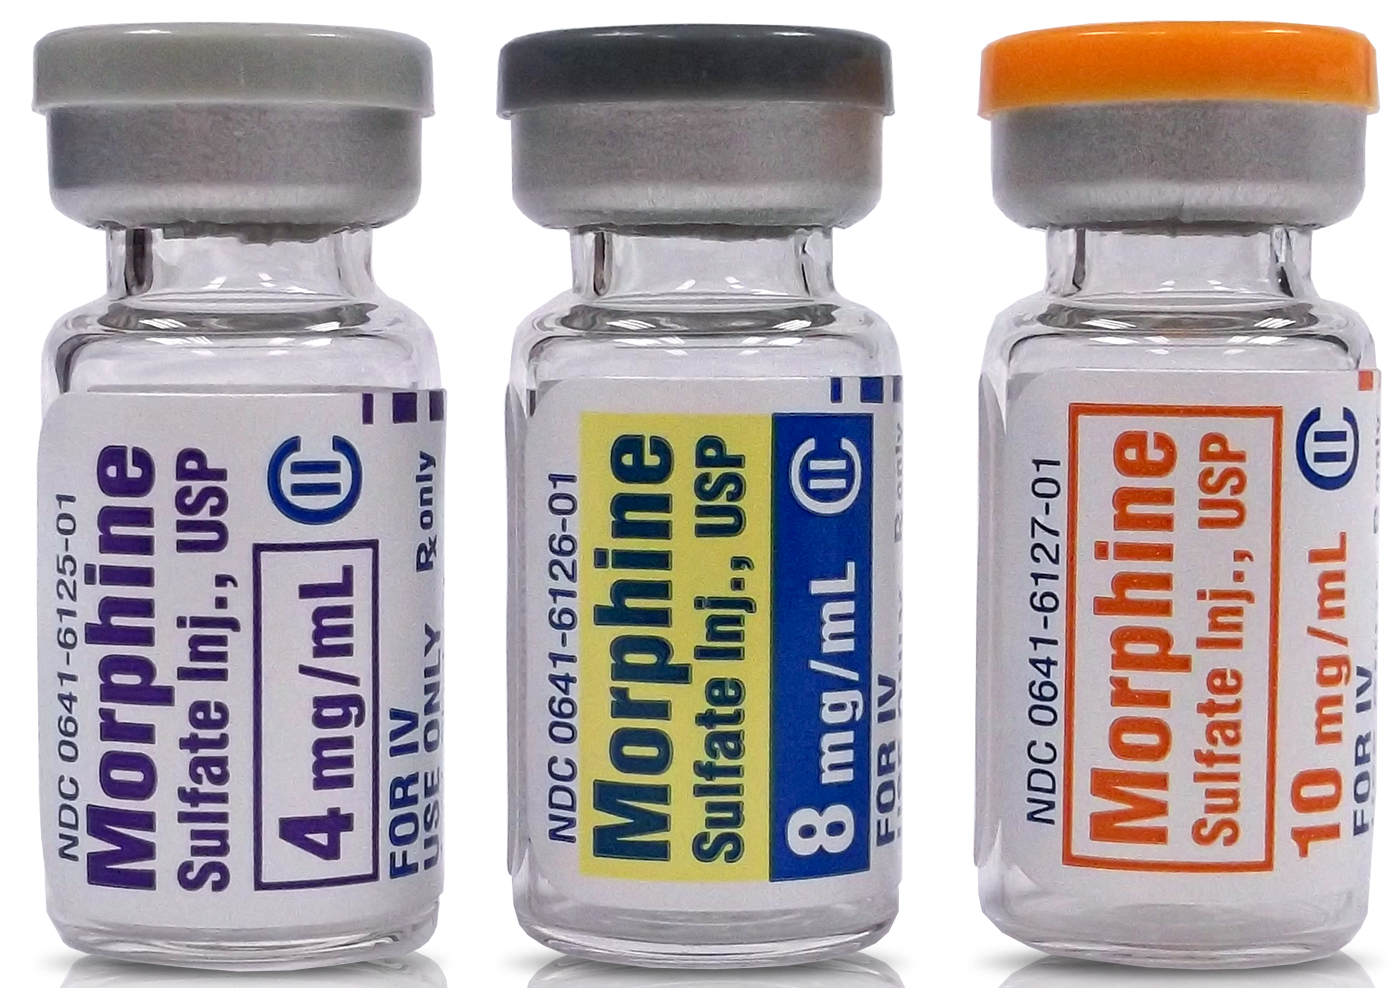 NDC 0641-6125-01
Morphine
Sulfate Inj., USP
4 mg/mL CII
FOR IV
USE ONLY Rx only
NDC 0641-6126-01
Morphine
Sulfate Inj., USP
8 mg/mL CII
FOR IV
NDC 0641-6127-01
Morphine
Sulfate Inj., USP
10 mg/mL CII
FOR IV